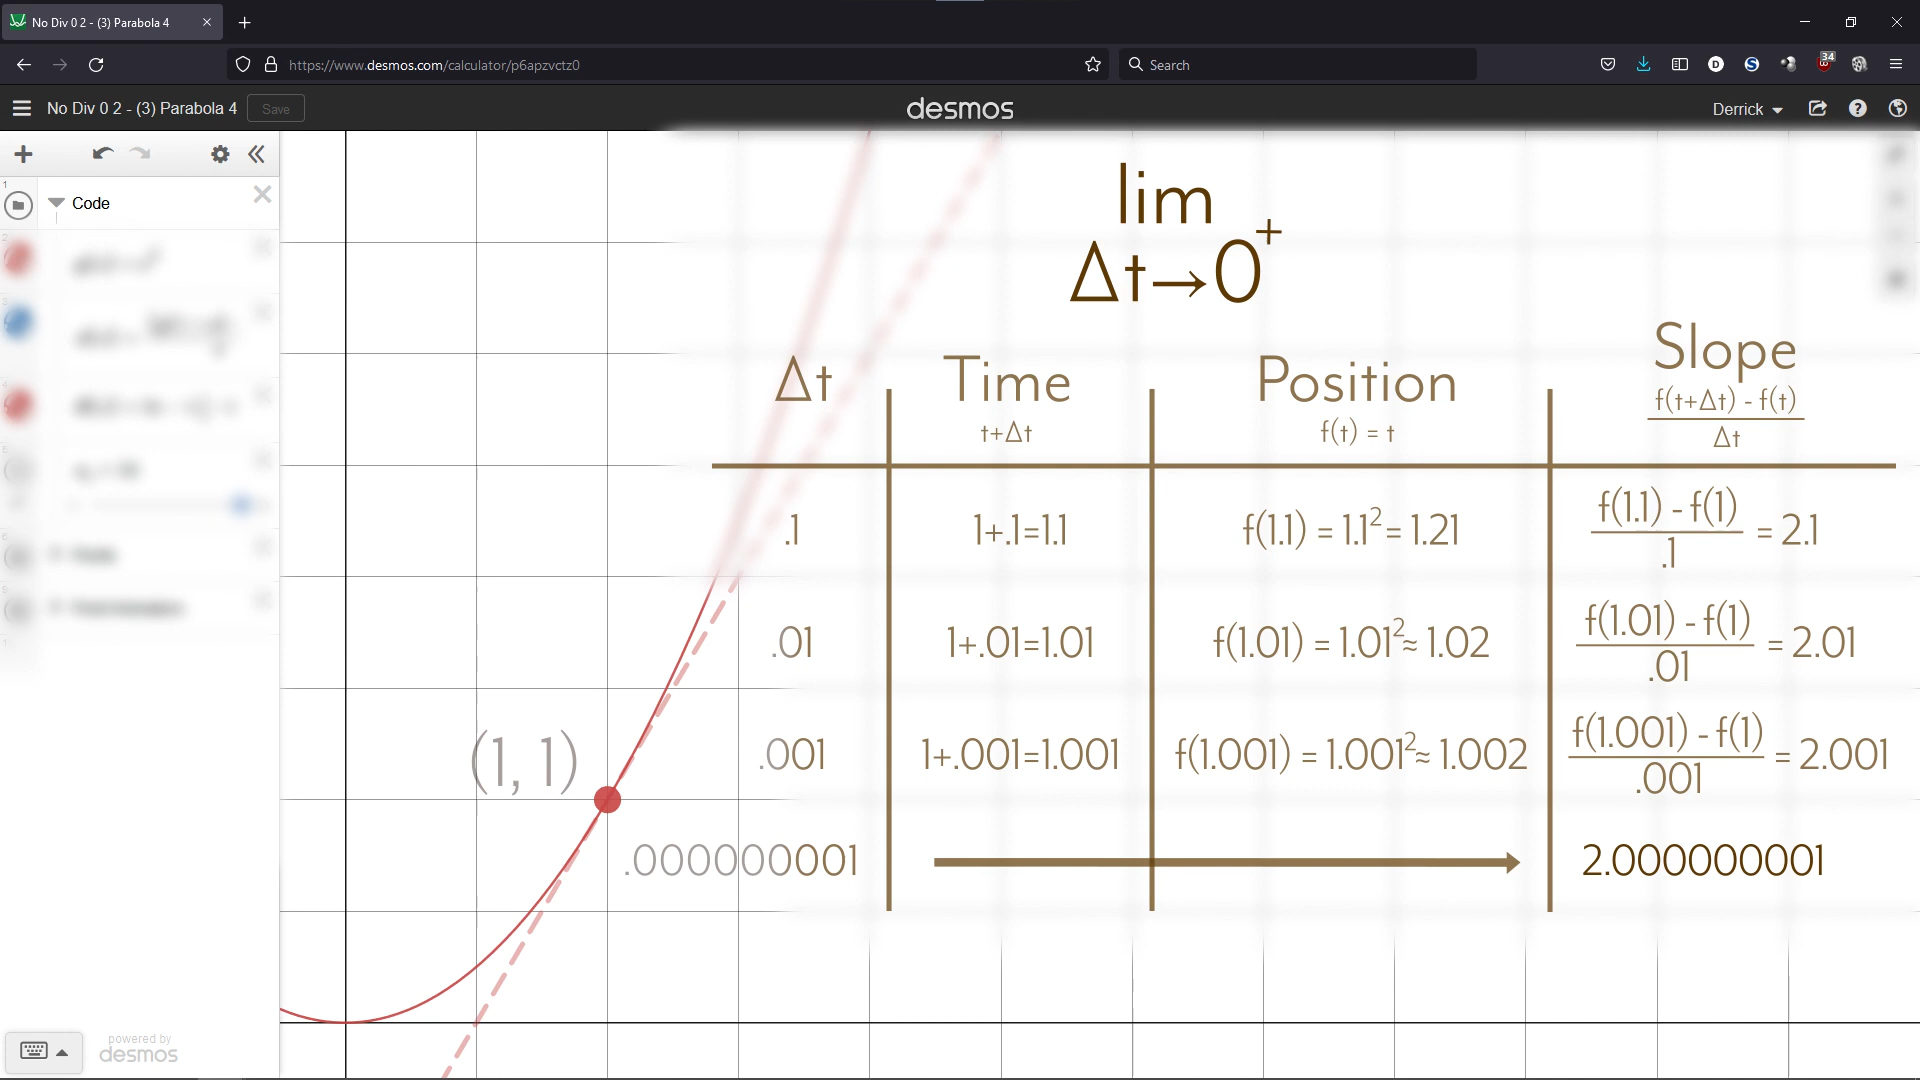 No Div 0 2 - (3) Parabola 4
https://www.desmos.com/calculator/p6apzvctz0
Search
34
No Div 0 2 - (3) Parabola 4
Save
desmos
Derrick
1
Code
lim
Δt→0⁺
Δt
Time
t+Δt
Position
f(t) = t
Slope
f(t+Δt) - f(t)
Δt
.1
1+.1=1.1
f(1.1) = 1.1²= 1.21
f(1.1) - f(1)
.1
= 2.1
.01
1+.01=1.01
f(1.01) = 1.01²≈ 1.02
f(1.01) - f(1)
.01
= 2.01
(1, 1)
.001
1+.001=1.001
f(1.001) = 1.001²≈ 1.002
f(1.001) - f(1)
.001
= 2.001
.000000001
2.000000001
powered by
desmos